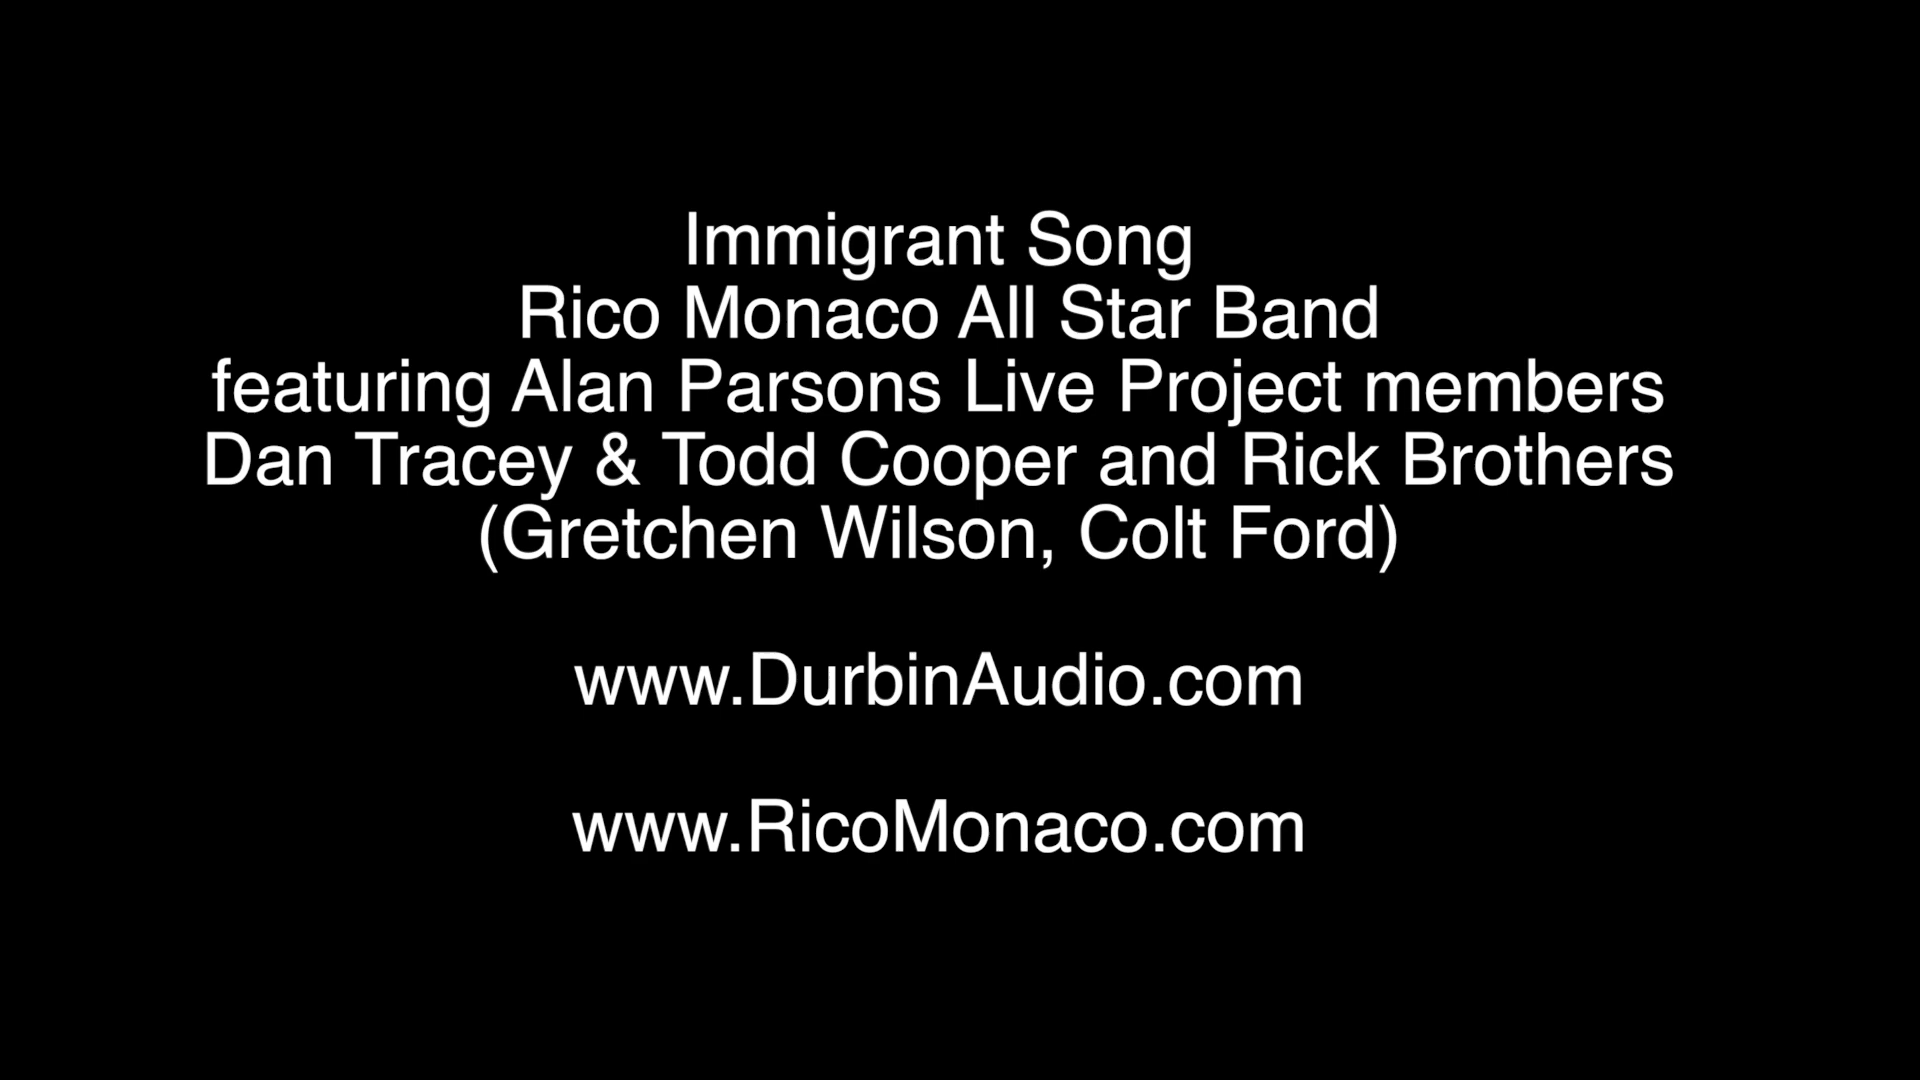 Immigrant Song
Rico Monaco All Star Band
featuring Alan Parsons Live Project members
Dan Tracey & Todd Cooper and Rick Brothers
(Gretchen Wilson, Colt Ford)
www.DurbinAudio.com
www.RicoMonaco.com